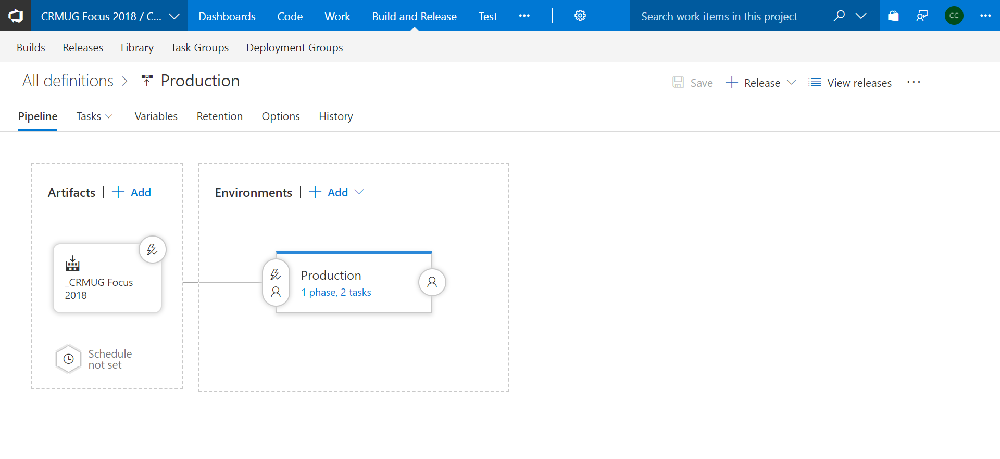 CRMUG Focus 2018 / C... Dashboards Code Work Build and Release Test ... Search work items in this project CC ...
Builds Releases Library Task Groups Deployment Groups
All definitions > Production Save + Release View releases ...
Pipeline Tasks Variables Retention Options History
Artifacts | + Add
Environments | + Add
_CRMUG Focus
2018
Production
1 phase, 2 tasks
Schedule
not set